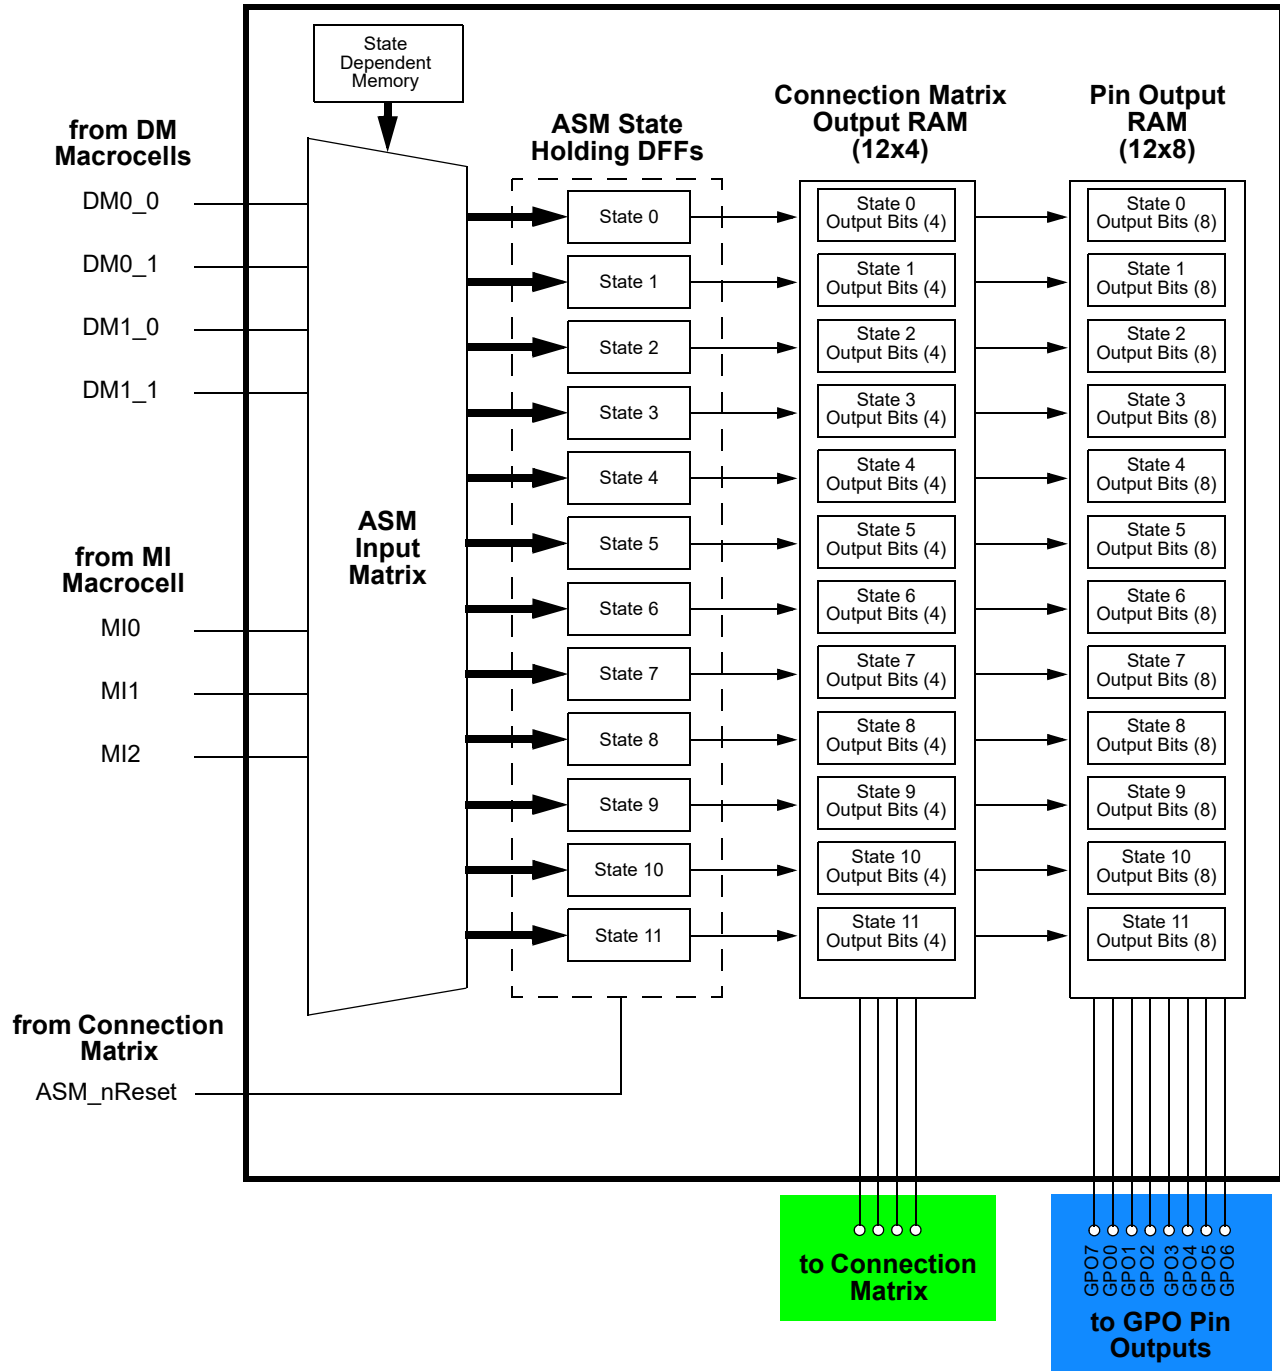 State
Dependent
Memory
from DM
Macrocells
DM0_0
DM0_1
DM1_0
DM1_1
from MI
Macrocell
MI0
MI1
MI2
from Connection
Matrix
ASM_nReset
ASM
Input
Matrix
ASM State
Holding DFFs
State 0
State 1
State 2
State 3
State 4
State 5
State 6
State 7
State 8
State 9
State 10
State 11
Connection Matrix
Output RAM
(12x4)
State 0
Output Bits (4)
State 1
Output Bits (4)
State 2
Output Bits (4)
State 3
Output Bits (4)
State 4
Output Bits (4)
State 5
Output Bits (4)
State 6
Output Bits (4)
State 7
Output Bits (4)
State 8
Output Bits (4)
State 9
Output Bits (4)
State 10
Output Bits (4)
State 11
Output Bits (4)
Pin Output
RAM
(12x8)
State 0
Output Bits (8)
State 1
Output Bits (8)
State 2
Output Bits (8)
State 3
Output Bits (8)
State 4
Output Bits (8)
State 5
Output Bits (8)
State 6
Output Bits (8)
State 7
Output Bits (8)
State 8
Output Bits (8)
State 9
Output Bits (8)
State 10
Output Bits (8)
State 11
Output Bits (8)
to Connection
Matrix
GPO7
GPO0
GPO1
GPO2
GPO3
GPO4
GPO5
GPO6
to GPO Pin
Outputs